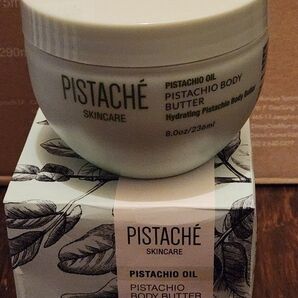 290m
PISTACHÉ
SKINCARE
PISTACHIO OIL
PISTACHIO BODY
BUTTER
Hydrating Pistachio Body Butter
8.0oz/236ml
PISTACHÉ
SKINCARE
PISTACHIO OIL
PISTACHIO
BODY BUTTER